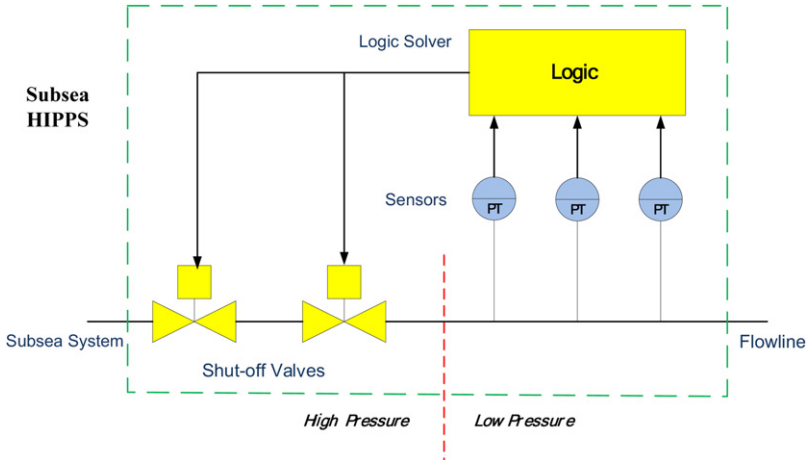 Logic Solver
Logic
Subsea
HIPPS
Sensors
PT PT PT
Subsea System
Flowline
Shut-off Valves
High Pressure
Low Pressure